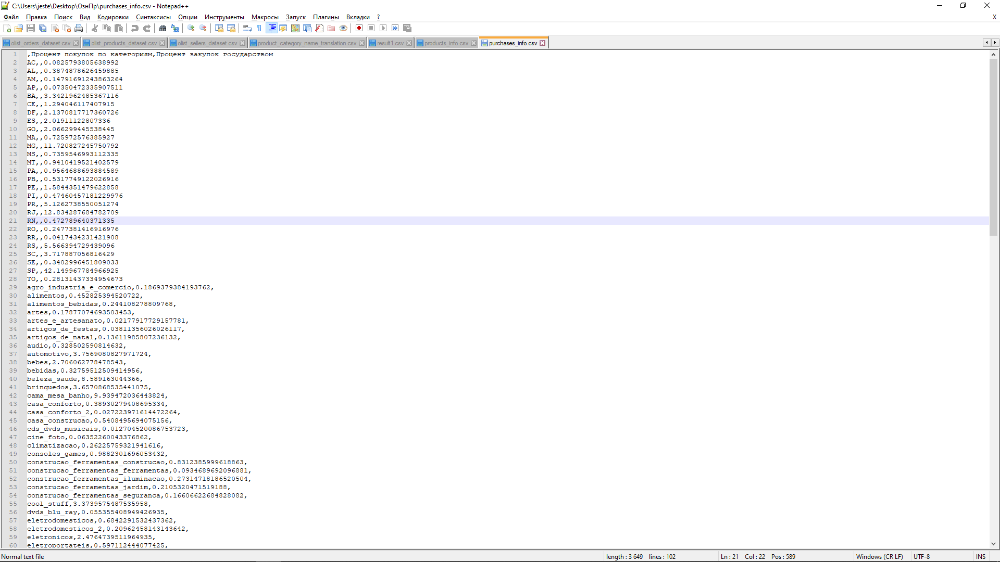 C:\Users\jeste\Desktop\ОзнПр\purchases_info.csv - Notepad++
Файл Правка Поиск Вид Кодировки Синтаксисы Опции Инструменты Макросы Запуск Плагины Вкладки ? X
olist_orders_dataset.csv olist_products_dataset.csv olist_sellers_dataset.csv product_category_name_translation.csv result1.csv products_info.csv purchases_info.csv
1 ,Процент покупок по категориям,Процент закупок государством
2 AC,,0.0825793805638992
3 AL,,0.3874878626459885
4 AM,,0.14791691243863264
5 AP,,0.07350472335907511
6 BA,,3.3421962485367116
7 CE,,1.294046117407915
8 DF,,2.1370817717360726
9 ES,,2.01911122807336
10 GO,,2.066299445538445
11 MA,,0.725972576385927
12 MG,,11.720827245750792
13 MS,,0.7359546993112335
14 MT,,0.9410419521402579
15 PA,,0.9564688693884589
16 PB,,0.5317749122026916
17 PE,,1.5844351479622858
18 PI,,0.47460457181229976
19 PR,,5.1262738550051274
20 RJ,,12.834287684782709
21 RN,,0.472789640371335
22 RO,,0.2477381416916976
23 RR,,0.0417434231421908
24 RS,,5.566394729439096
25 SC,,3.717887056816429
26 SE,,0.3402996451809033
27 SP,,42.149967784966925
28 TO,,0.28131437334954673
29 agro_industria_e_comercio,0.1869379384193762,
30 alimentos,0.452825394520722,
31 alimentos_bebidas,0.244108278809768,
32 artes,0.17877074693503453,
33 artes_e_artesanato,0.02177917729157781,
34 artigos_de_festas,0.03811356026026117,
35 artigos_de_natal,0.13611985807236132,
36 audio,0.328502590814632,
37 automotivo,3.7569080827971724,
38 bebes,2.706062778478543,
39 bebidas,0.32759512509414956,
40 beleza_saude,8.589163044366,
41 brinquedos,3.6570868535441075,
42 cama_mesa_banho,9.939472036443824,
43 casa_conforto,0.38930279408695334,
44 casa_conforto_2,0.027223971614472264,
45 casa_construcao,0.5408495694075156,
46 cds_dvds_musicais,0.012704520086753723,
47 cine_foto,0.06352260043376862,
48 climatizacao,0.26225759321941616,
49 consoles_games,0.9882301696053432,
50 construcao_ferramentas_construcao,0.8312385999618863,
51 construcao_ferramentas_ferramentas,0.0934689692096881,
52 construcao_ferramentas_iluminacao,0.27314718186520504,
53 construcao_ferramentas_jardim,0.2105320471519188,
54 construcao_ferramentas_seguranca,0.16606622684828082,
55 cool_stuff,3.3739575487535958,
56 dvds_blu_ray,0.055355408949426935,
57 eletrodomesticos,0.6842291532437362,
58 eletrodomesticos_2,0.20962458143143642,
59 eletronicos,2.4764739511964935,
60 eletroportateis,0.597112444077425,
Normal text file length : 3 649 lines : 102 Ln : 21 Col : 22 Pos : 589 Windows (CR LF) UTF-8 INS